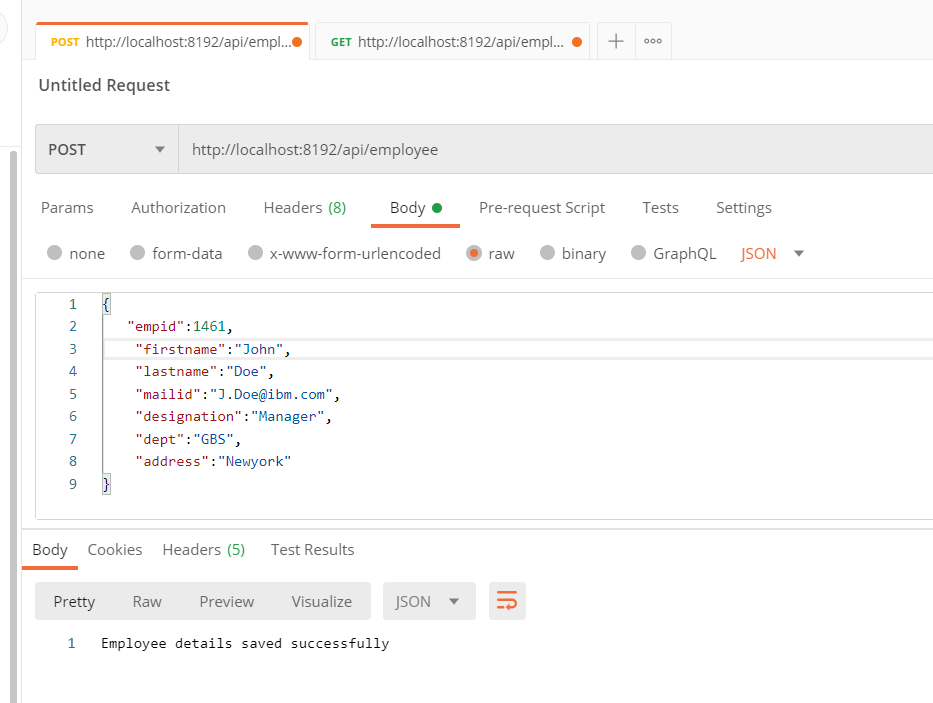 POST http://localhost:8192/api/empl... GET http://localhost:8192/api/empl...
Untitled Request
POST http://localhost:8192/api/employee
Params Authorization Headers (8) Body Pre-request Script Tests Settings
none form-data x-www-form-urlencoded raw binary GraphQL JSON
1 {
2 "empid":1461,
3 "firstname":"John",
4 "lastname":"Doe",
5 "mailid":"J.Doe@ibm.com",
6 "designation":"Manager",
7 "dept":"GBS",
8 "address":"Newyork"
9 }
Body Cookies Headers (5) Test Results
Pretty Raw Preview Visualize JSON
1 Employee details saved successfully